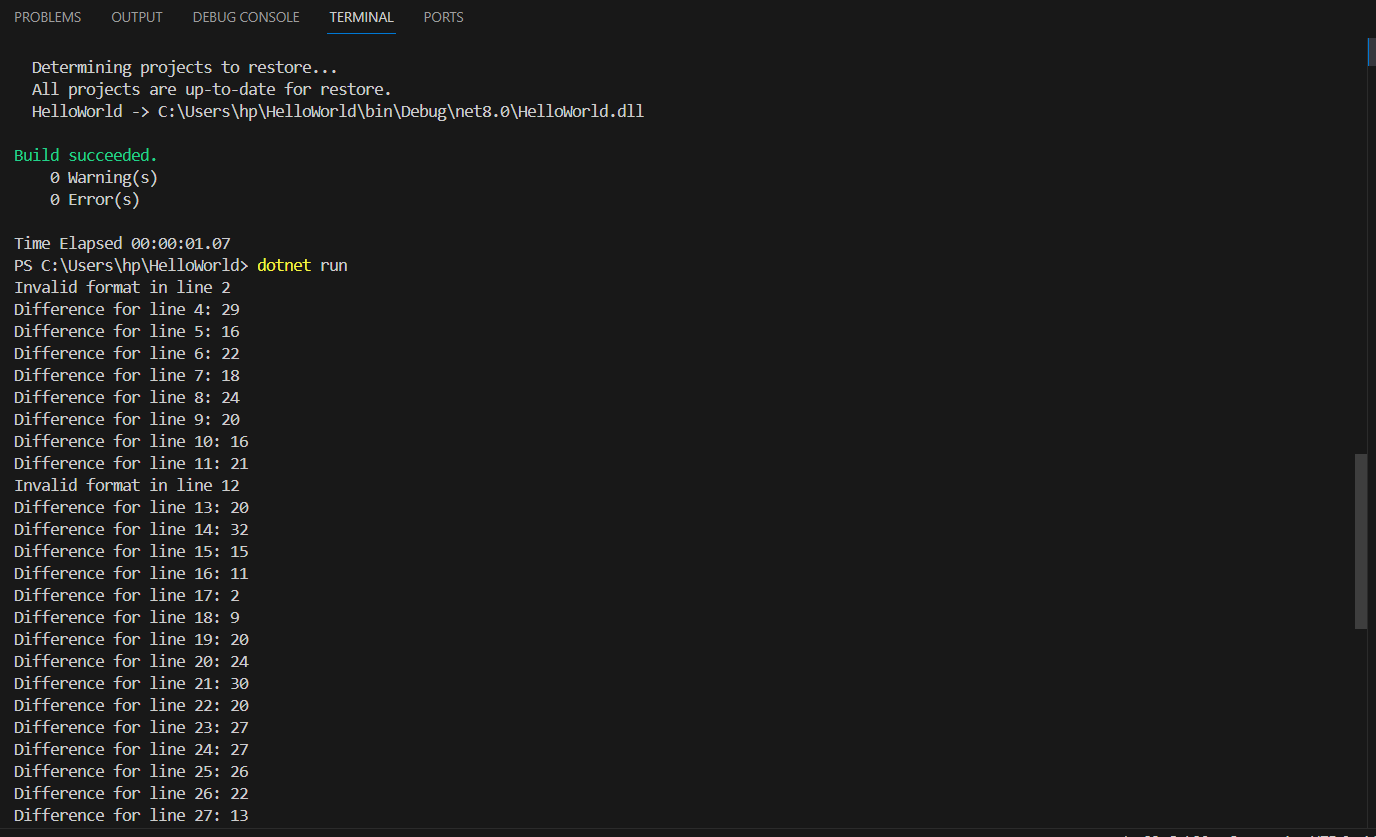 PROBLEMS OUTPUT DEBUG CONSOLE TERMINAL PORTS
Determining projects to restore...
All projects are up-to-date for restore.
HelloWorld -> C:\Users\hp\HelloWorld\bin\Debug\net8.0\HelloWorld.dll
Build succeeded.
0 Warning(s)
0 Error(s)
Time Elapsed 00:00:01.07
PS C:\Users\hp\HelloWorld> dotnet run
Invalid format in line 2
Difference for line 4: 29
Difference for line 5: 16
Difference for line 6: 22
Difference for line 7: 18
Difference for line 8: 24
Difference for line 9: 20
Difference for line 10: 16
Difference for line 11: 21
Invalid format in line 12
Difference for line 13: 20
Difference for line 14: 32
Difference for line 15: 15
Difference for line 16: 11
Difference for line 17: 2
Difference for line 18: 9
Difference for line 19: 20
Difference for line 20: 24
Difference for line 21: 30
Difference for line 22: 20
Difference for line 23: 27
Difference for line 24: 27
Difference for line 25: 26
Difference for line 26: 22
Difference for line 27: 13